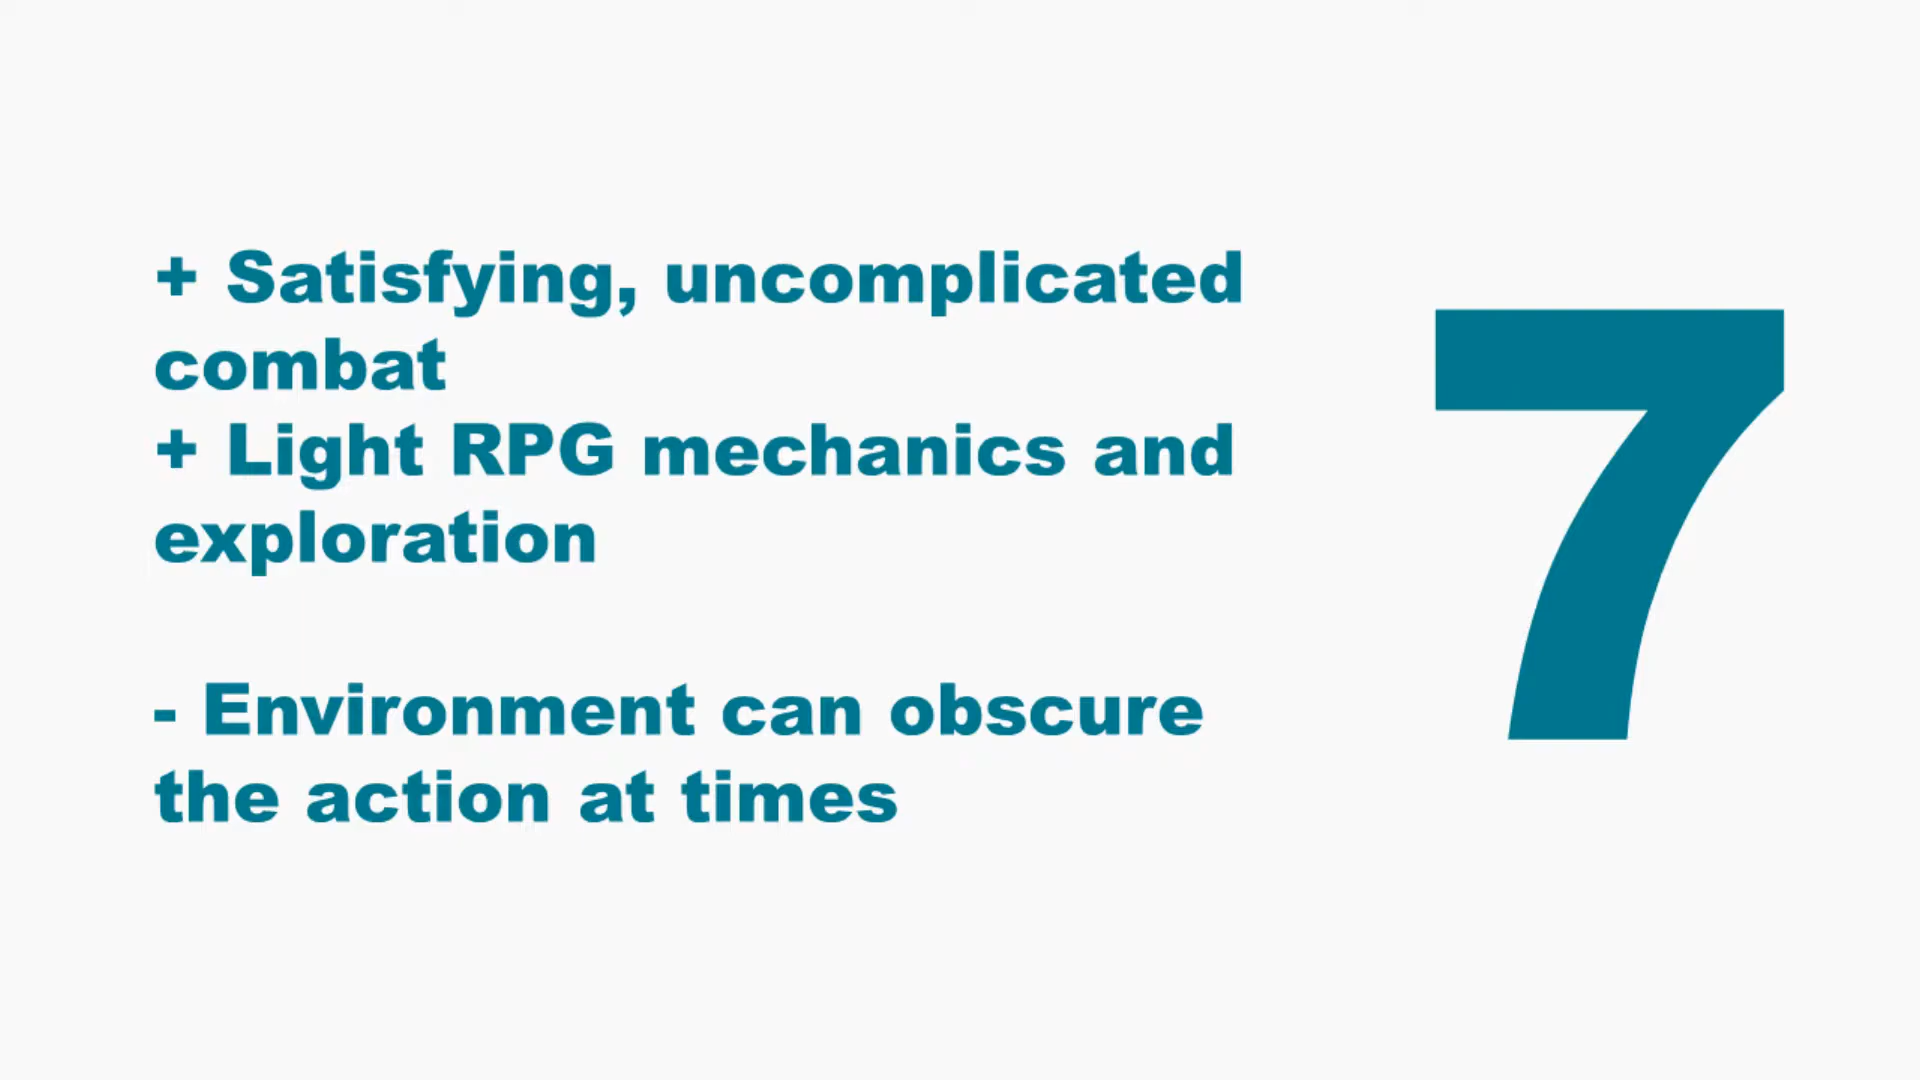 + Satisfying, uncomplicated
combat
+ Light RPG mechanics and
exploration
- Environment can obscure
the action at times
7